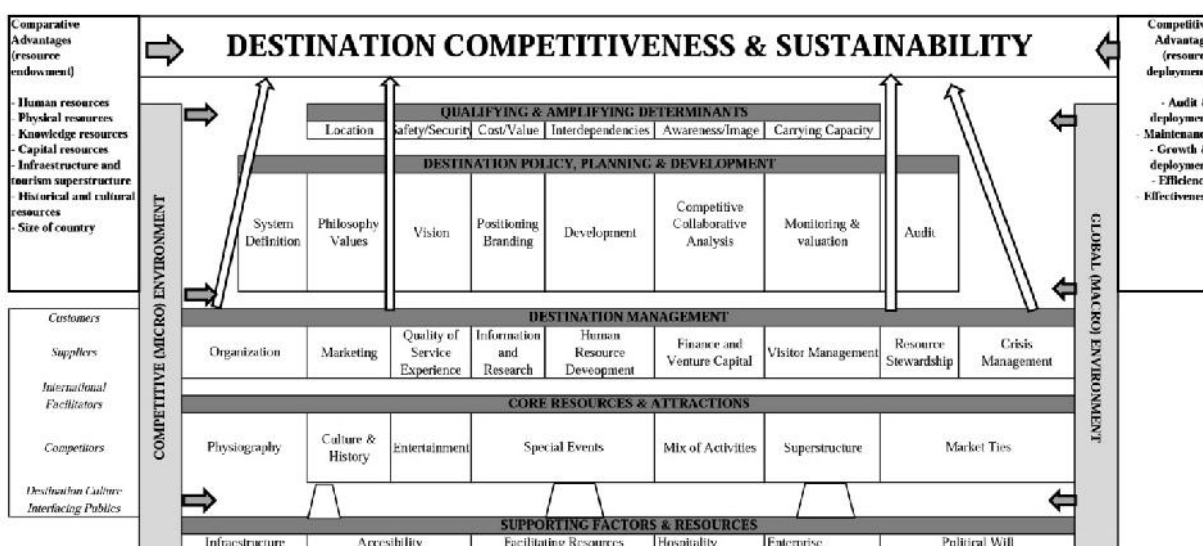 Comparative
Advantages
(resource
endowment)
- Human resources
- Physical resources
- Knowledge resources
- Capital resources
- Infraestructure and
tourism superstructure
- Historical and cultural
resources
- Size of country
DESTINATION COMPETITIVENESS & SUSTAINABILITY
Competitiv
Advantag
(resourc
deploymen
- Audit &
deploymen
- Maintenanc
- Growth &
deploymen
- Efficienc
- Effectivenes
COMPETITIVE (MICRO) ENVIRONMENT
GLOBAL (MACRO) ENVIRONMENT
QUALIFYING & AMPLIFYING DETERMINANTS
Location
Safety/Security
Cost/Value
Interdependencies
Awareness/Image
Carrying Capacity
DESTINATION POLICY, PLANNING & DEVELOPMENT
System
Definition
Philosophy
Values
Vision
Positioning
Branding
Development
Competitive
Collaborative
Analysis
Monitoring &
valuation
Audit
Customers
Suppliers
International
Facilitators
Competitors
Destination Culture
Interfacing Publics
DESTINATION MANAGEMENT
Organization
Marketing
Quality of
Service
Experience
Information
and
Research
Human
Resource
Deveopment
Finance and
Venture Capital
Visitor Management
Resource
Stewardship
Crisis
Management
CORE RESOURCES & ATTRACTIONS
Physiography
Culture &
History
Entertainment
Special Events
Mix of Activities
Superstructure
Market Ties
SUPPORTING FACTORS & RESOURCES
Infraestructure
Accesibility
Facilitating Resources
Hospitality
Enterprise
Political Will